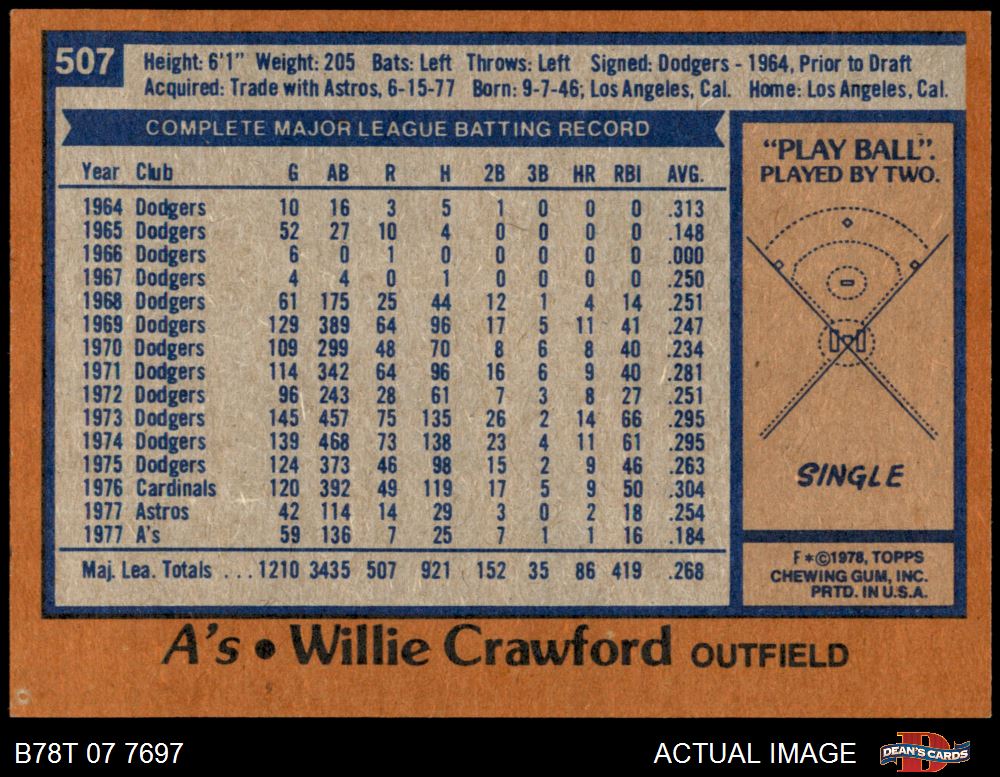 507
Height: 6'1" Weight: 205 Bats: Left Throws: Left Signed: Dodgers - 1964, Prior to Draft
Acquired: Trade with Astros, 6-15-77 Born: 9-7-46; Los Angeles, Cal. Home: Los Angeles, Cal.
COMPLETE MAJOR LEAGUE BATTING RECORD
Year Club G AB R H 2B 3B HR RBI AVG.
1964 Dodgers 10 16 3 5 1 0 0 0 .313
1965 Dodgers 52 27 10 4 0 0 0 0 .148
1966 Dodgers 6 0 1 0 0 0 0 0 .000
1967 Dodgers 4 4 0 1 0 0 0 0 .250
1968 Dodgers 61 175 25 44 12 1 4 14 .251
1969 Dodgers 129 389 64 96 17 5 11 41 .247
1970 Dodgers 109 299 48 70 8 6 8 40 .234
1971 Dodgers 114 342 64 96 16 6 9 40 .281
1972 Dodgers 96 243 28 61 7 3 8 27 .251
1973 Dodgers 145 457 75 135 26 2 14 66 .295
1974 Dodgers 139 468 73 138 23 4 11 61 .295
1975 Dodgers 124 373 46 98 15 2 9 46 .263
1976 Cardinals 120 392 49 119 17 5 9 50 .304
1977 Astros 42 114 14 29 3 0 2 18 .254
1977 A's 59 136 7 25 7 1 1 16 .184
Maj. Lea. Totals ... 1210 3435 507 921 152 35 86 419 .268
"PLAY BALL".
PLAYED BY TWO.
SINGLE
F*©1978, TOPPS
CHEWING GUM, INC.
PRTD. IN U.S.A.
A's • Willie Crawford OUTFIELD
B78T 07 7697
ACTUAL IMAGE
DEAN'S CARDS